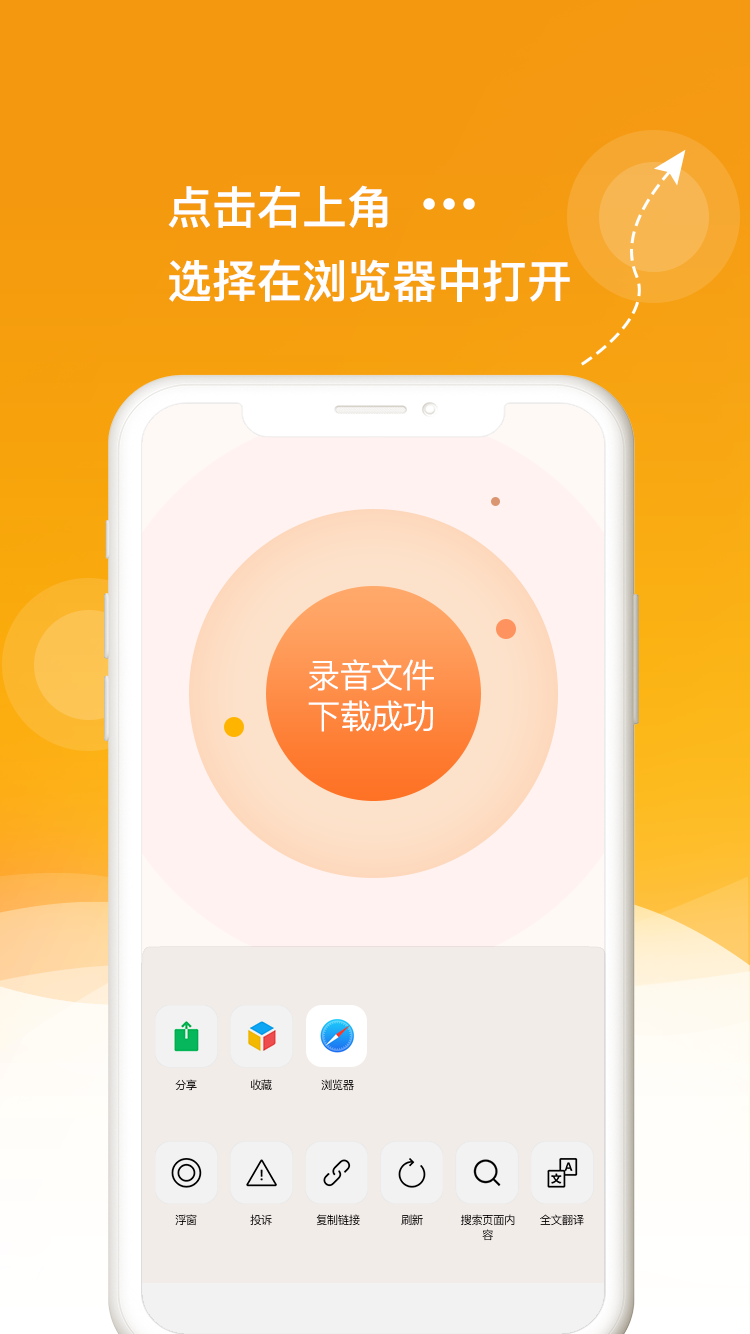 点击右上角 •••
选择在浏览器中打开
录音文件
下载成功
分享 收藏 浏览器
浮窗 投诉 复制链接 刷新 搜索页面内容 全文翻译
文 A